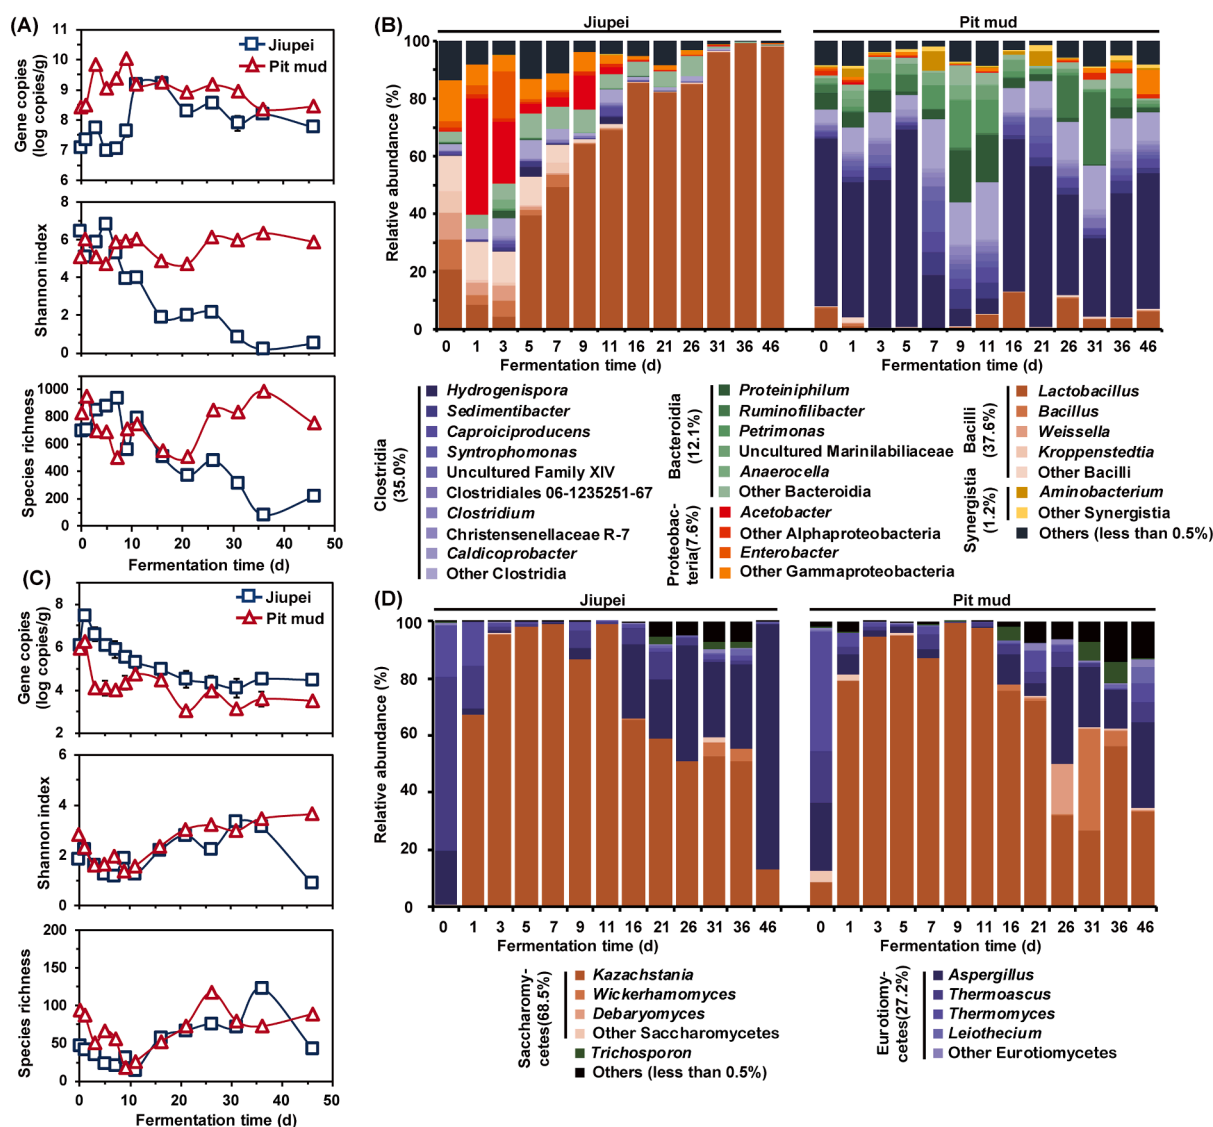 (A)
Gene copies
(log copies/g)
11
10
9
8
7
6
Jiupei
Pit mud
Shannon index
8
6
4
2
0
Species richness
1000
800
600
400
200
0
0 10 20 30 40 50
Fermentation time (d)
(B)
Jiupei Pit mud
Relative abundance (%)
100
80
60
40
20
0
0 1 3 5 7 9 11 16 21 26 31 36 46
0 1 3 5 7 9 11 16 21 26 31 36 46
Fermentation time (d) Fermentation time (d)
Clostridia
(35.0%)
Hydrogenispora
Sedimentibacter
Caproiciproducens
Syntrophomonas
Uncultured Family XIV
Clostridiales 06-1235251-67
Clostridium
Christensenellaceae R-7
Caldicoprobacter
Other Clostridia
Bacteroidia
(12.1%)
Proteiniphilum
Ruminofilibacter
Petrimonas
Uncultured Marinilabiliaceae
Anaerocella
Other Bacteroidia
Proteobac-
teria(7.6%)
Acetobacter
Other Alphaproteobacteria
Enterobacter
Other Gammaproteobacteria
Bacilli
(37.6%)
Lactobacillus
Bacillus
Weissella
Kroppenstedtia
Other Bacilli
Synergistia
(1.2%)
Aminobacterium
Other Synergistia
Others (less than 0.5%)
(C)
Gene copies
(log copies/g)
8
6
4
2
Jiupei
Pit mud
Shannon index
6
4
2
0
Species richness
200
150
100
50
0
0 10 20 30 40 50
Fermentation time (d)
(D)
Jiupei Pit mud
Relative abundance (%)
100
80
60
40
20
0
0 1 3 5 7 9 11 16 21 26 31 36 46
0 1 3 5 7 9 11 16 21 26 31 36 46
Fermentation time (d) Fermentation time (d)
Saccharomy-
cetes(68.5%)
Kazachstania
Wickerhamomyces
Debaryomyces
Other Saccharomycetes
Trichosporon
Others (less than 0.5%)
Eurotiomy-
cetes(27.2%)
Aspergillus
Thermoascus
Thermomyces
Leiothecium
Other Eurotiomycetes